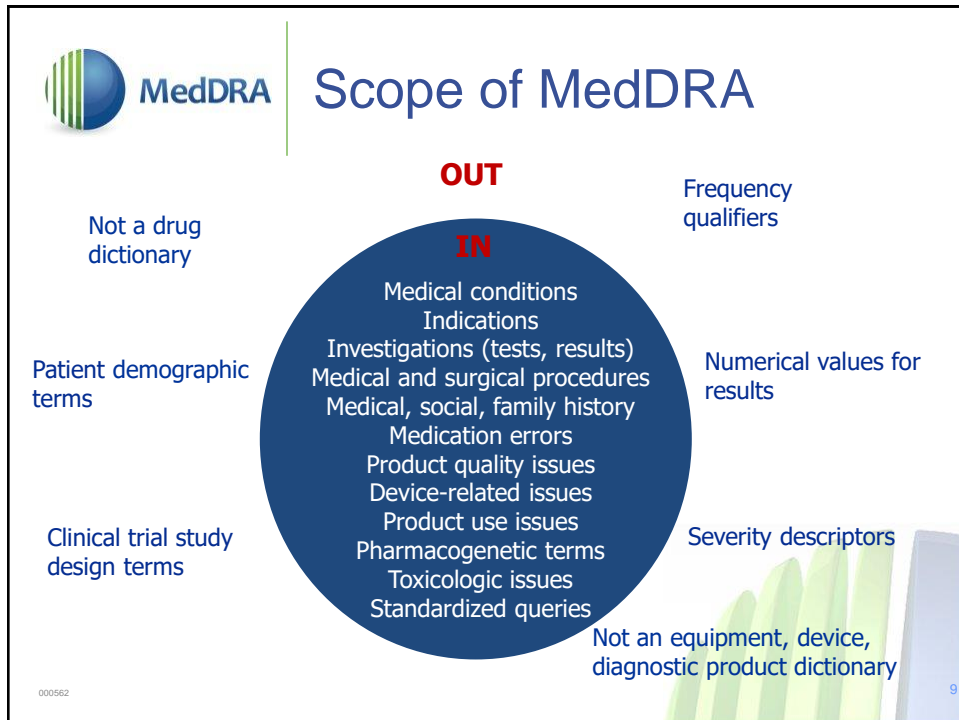 MedDRA
Scope of MedDRA
OUT
Not a drug
dictionary
Frequency
qualifiers
IN
Medical conditions
Indications
Investigations (tests, results)
Medical and surgical procedures
Medical, social, family history
Medication errors
Product quality issues
Device-related issues
Product use issues
Pharmacogenetic terms
Toxicologic issues
Standardized queries
Patient demographic
terms
Numerical values for
results
Clinical trial study
design terms
Severity descriptors
Not an equipment, device,
diagnostic product dictionary
000562
9